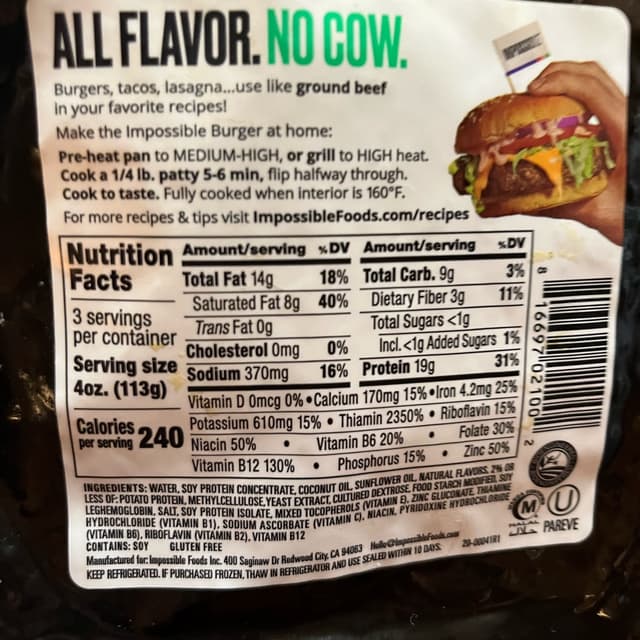 ALL FLAVOR. NO COW.
IMPOSSIBLE
Burgers, tacos, lasagna...use like ground beef
in your favorite recipes!
Make the Impossible Burger at home:
Pre-heat pan to MEDIUM-HIGH, or grill to HIGH heat.
Cook a 1/4 lb. patty 5-6 min, flip halfway through.
Cook to taste. Fully cooked when interior is 160°F.
For more recipes & tips visit ImpossibleFoods.com/recipes
Nutrition
Facts
3 servings
per container
Serving size
4oz. (113g)
Calories
per serving 240
Amount/serving %DV
Total Fat 14g 18%
Saturated Fat 8g 40%
Trans Fat 0g
Cholesterol 0mg 0%
Sodium 370mg 16%
Amount/serving %DV
Total Carb. 9g 3%
Dietary Fiber 3g 11%
Total Sugars <1g
Incl. <1g Added Sugars 1%
Protein 19g 31%
Vitamin D 0mcg 0% • Calcium 170mg 15% • Iron 4.2mg 25%
Potassium 610mg 15% • Thiamin 2350% • Riboflavin 15%
Niacin 50% • Vitamin B6 20% • Folate 30%
Vitamin B12 130% • Phosphorus 15% • Zinc 50%
8 16697 02100 2
INGREDIENTS: WATER, SOY PROTEIN CONCENTRATE, COCONUT OIL, SUNFLOWER OIL, NATURAL FLAVORS, 2% OR
LESS OF: POTATO PROTEIN, METHYLCELLULOSE, YEAST EXTRACT, CULTURED DEXTROSE, FOOD STARCH MODIFIED, SOY
LEGHEMOGLOBIN, SALT, SOY PROTEIN ISOLATE, MIXED TOCOPHEROLS (VITAMIN E), ZINC GLUCONATE, THIAMINE
HYDROCHLORIDE (VITAMIN B1), SODIUM ASCORBATE (VITAMIN C), NIACIN, PYRIDOXINE HYDROCHLORIDE
(VITAMIN B6), RIBOFLAVIN (VITAMIN B2), VITAMIN B12
CONTAINS: SOY GLUTEN FREE
Manufactured for: Impossible Foods Inc. 400 Saginaw Dr Redwood City, CA 94063 Hello@ImpossibleFoods.com 20-0004181
KEEP REFRIGERATED. IF PURCHASED FROZEN, THAW IN REFRIGERATOR AND USE SEALED WITHIN 10 DAYS.
M
HALAL
U
PAREVE